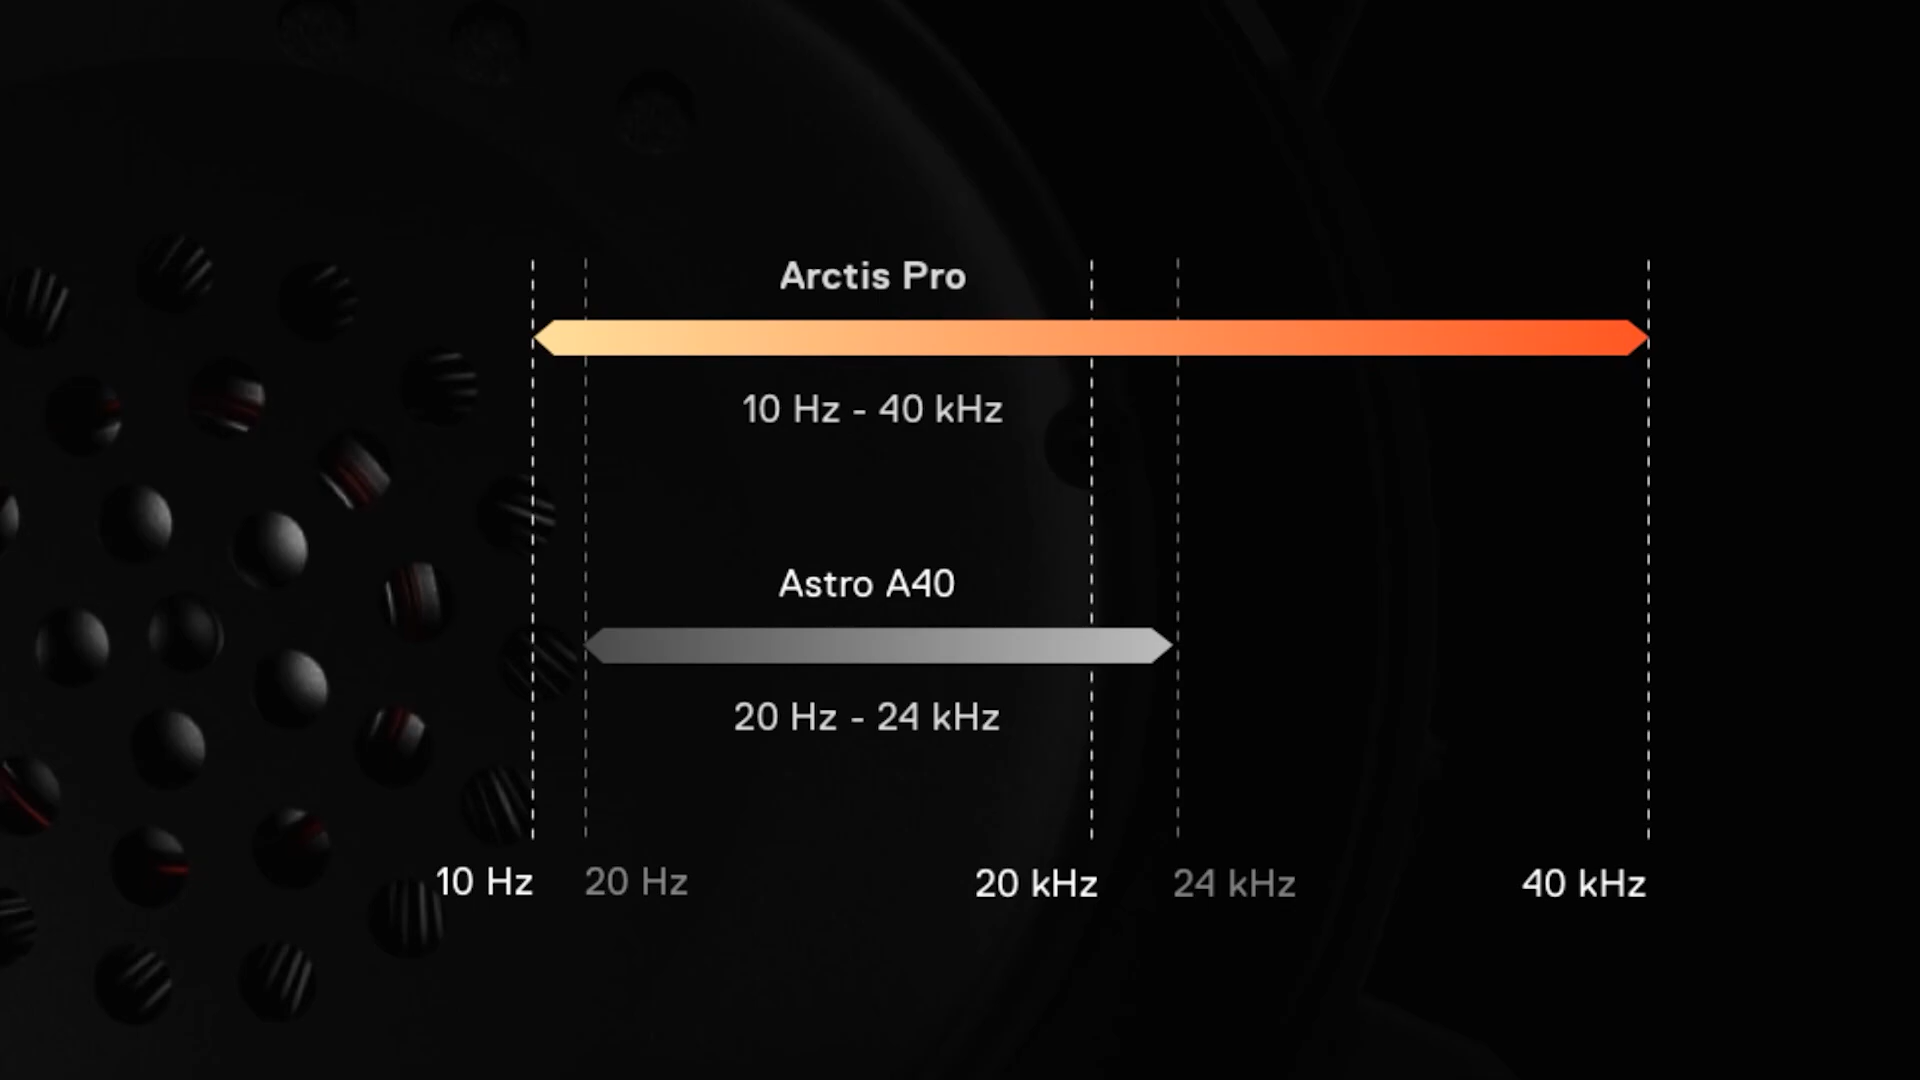 Arctis Pro
10 Hz - 40 kHz
Astro A40
20 Hz - 24 kHz
10 Hz 20 Hz 20 kHz 24 kHz 40 kHz